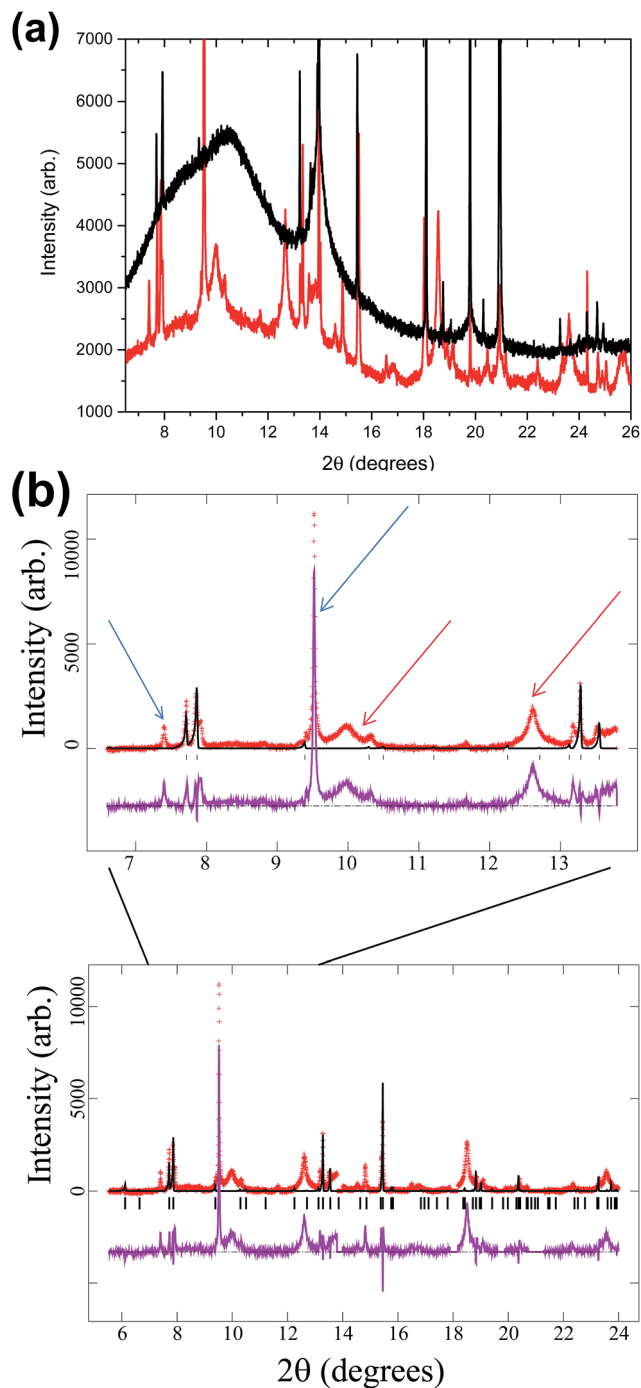 (a)
7000
6000
5000
4000
3000
2000
1000
Intensity (arb.)
8 10 12 14 16 18 20 22 24 26
2θ (degrees)
(b)
Intensity (arb.)
10000
5000
0
7 8 9 10 11 12 13
Intensity (arb.)
10000
5000
0
6 8 10 12 14 16 18 20 22 24
2θ (degrees)